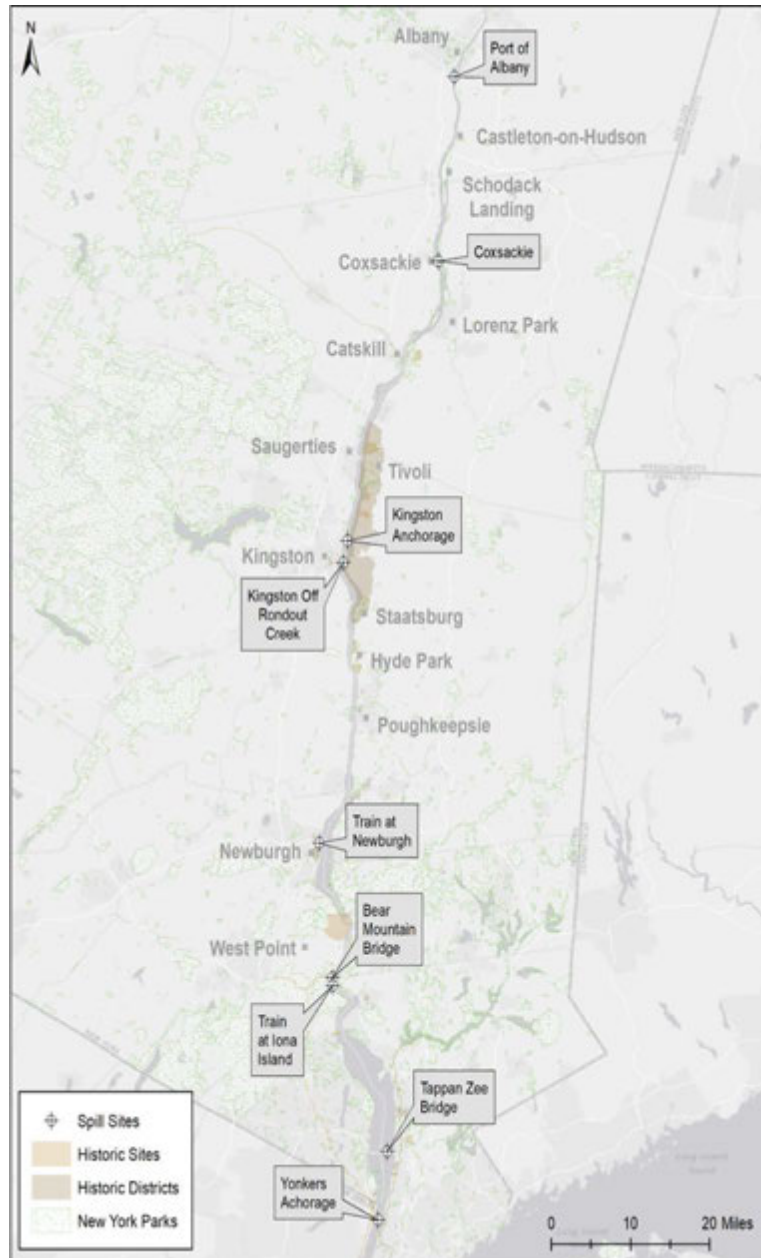 N
Albany
Port of
Albany
Castleton-on-Hudson
Schodack
Landing
Coxsackie
Coxsackie
Lorenz Park
Catskill
Saugerties
Tivoli
Kingston
Anchorage
Kingston
Kingston Off
Rondout
Creek
Staatsburg
Hyde Park
Poughkeepsie
Train at
Newburgh
Newburgh
Bear
Mountain
Bridge
West Point
Train
at Iona
Island
Tappan Zee
Bridge
Yonkers
Achorage
Spill Sites
Historic Sites
Historic Districts
New York Parks
0 10 20 Miles